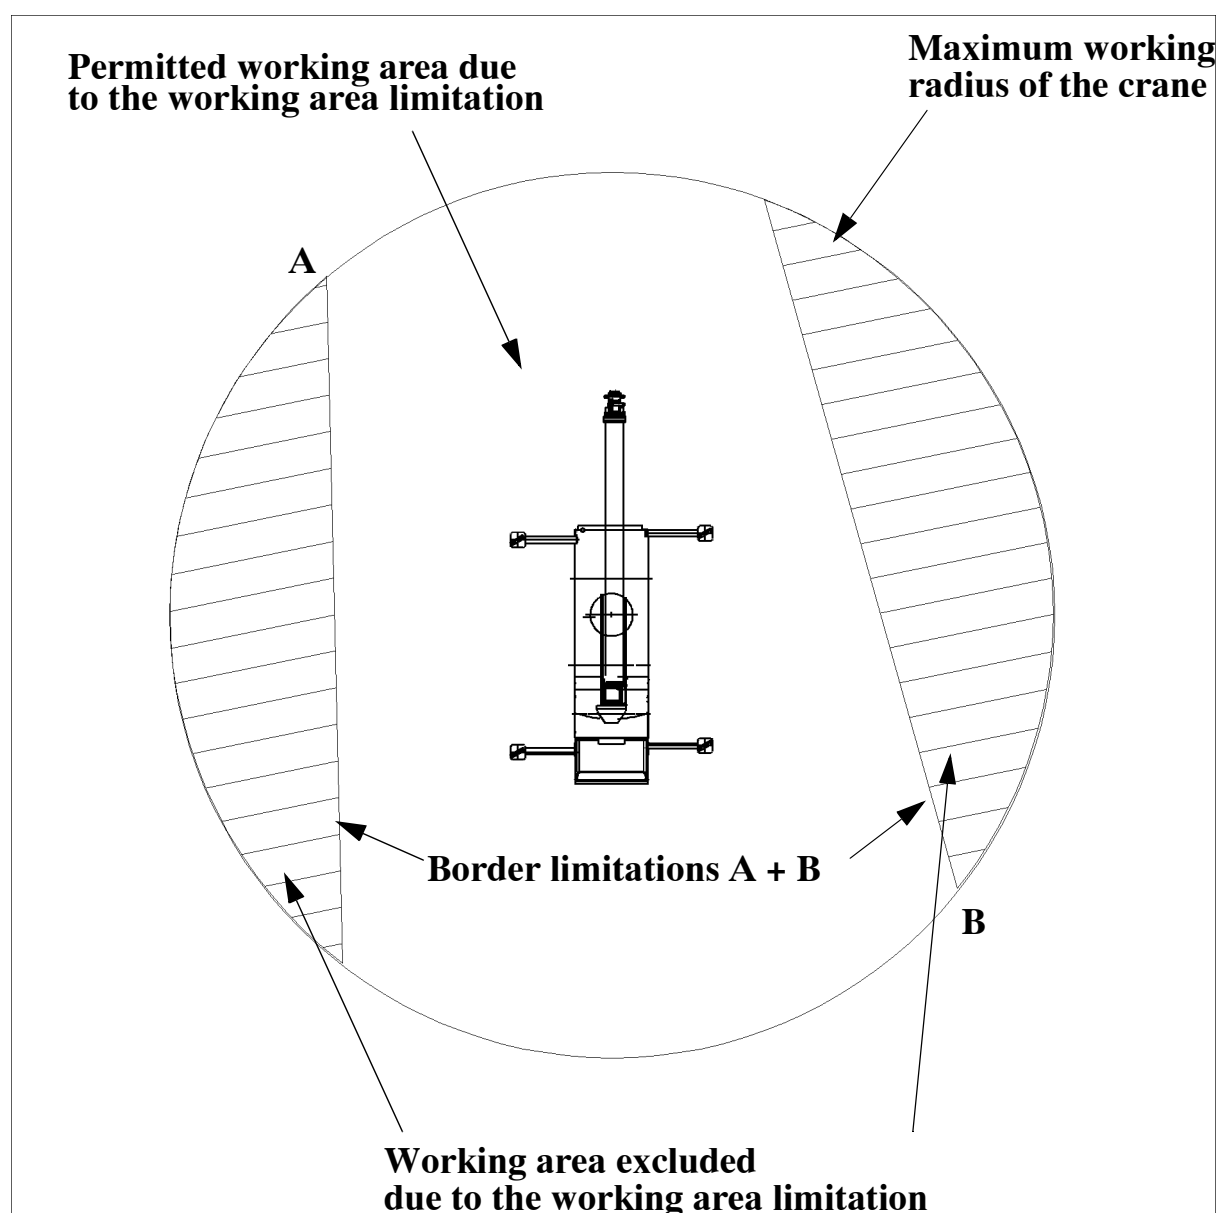 Permitted working area due
to the working area limitation
Maximum working
radius of the crane
A
Border limitations A + B
B
Working area excluded
due to the working area limitation